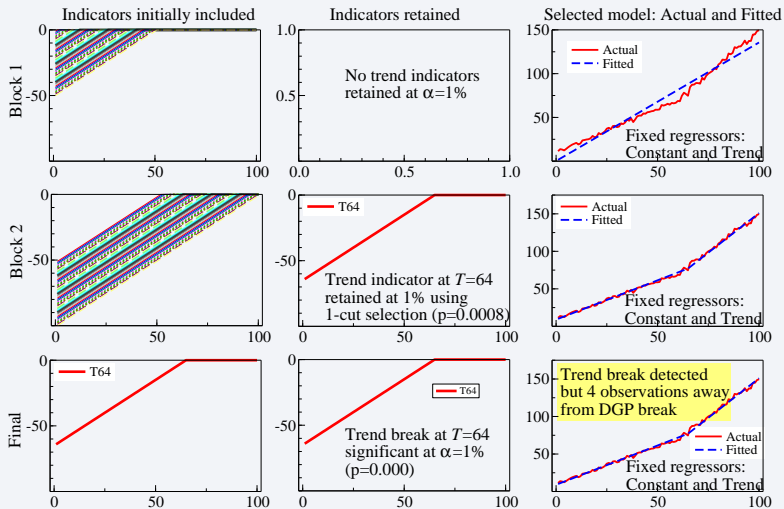 Indicators initially included
Indicators retained
Selected model: Actual and Fitted
Block 1
0
-50
0
50
100
1.0
0.5
0.0
0.5
1.0
No trend indicators
retained at α=1%
150
100
50
0
50
100
Actual
Fitted
Fixed regressors:
Constant and Trend
Block 2
0
-50
0
50
100
0
-50
0
50
100
T64
Trend indicator at T=64
retained at 1% using
1-cut selection (p=0.0008)
150
100
50
0
50
100
Actual
Fitted
Fixed regressors:
Constant and Trend
Final
0
-50
0
50
100
T64
0
-50
0
50
100
T64
Trend break at T=64
significant at α=1%
(p=0.000)
150
100
50
0
50
100
Trend break detected
but 4 observations away
from DGP break
Actual
Fitted
Fixed regressors:
Constant and Trend